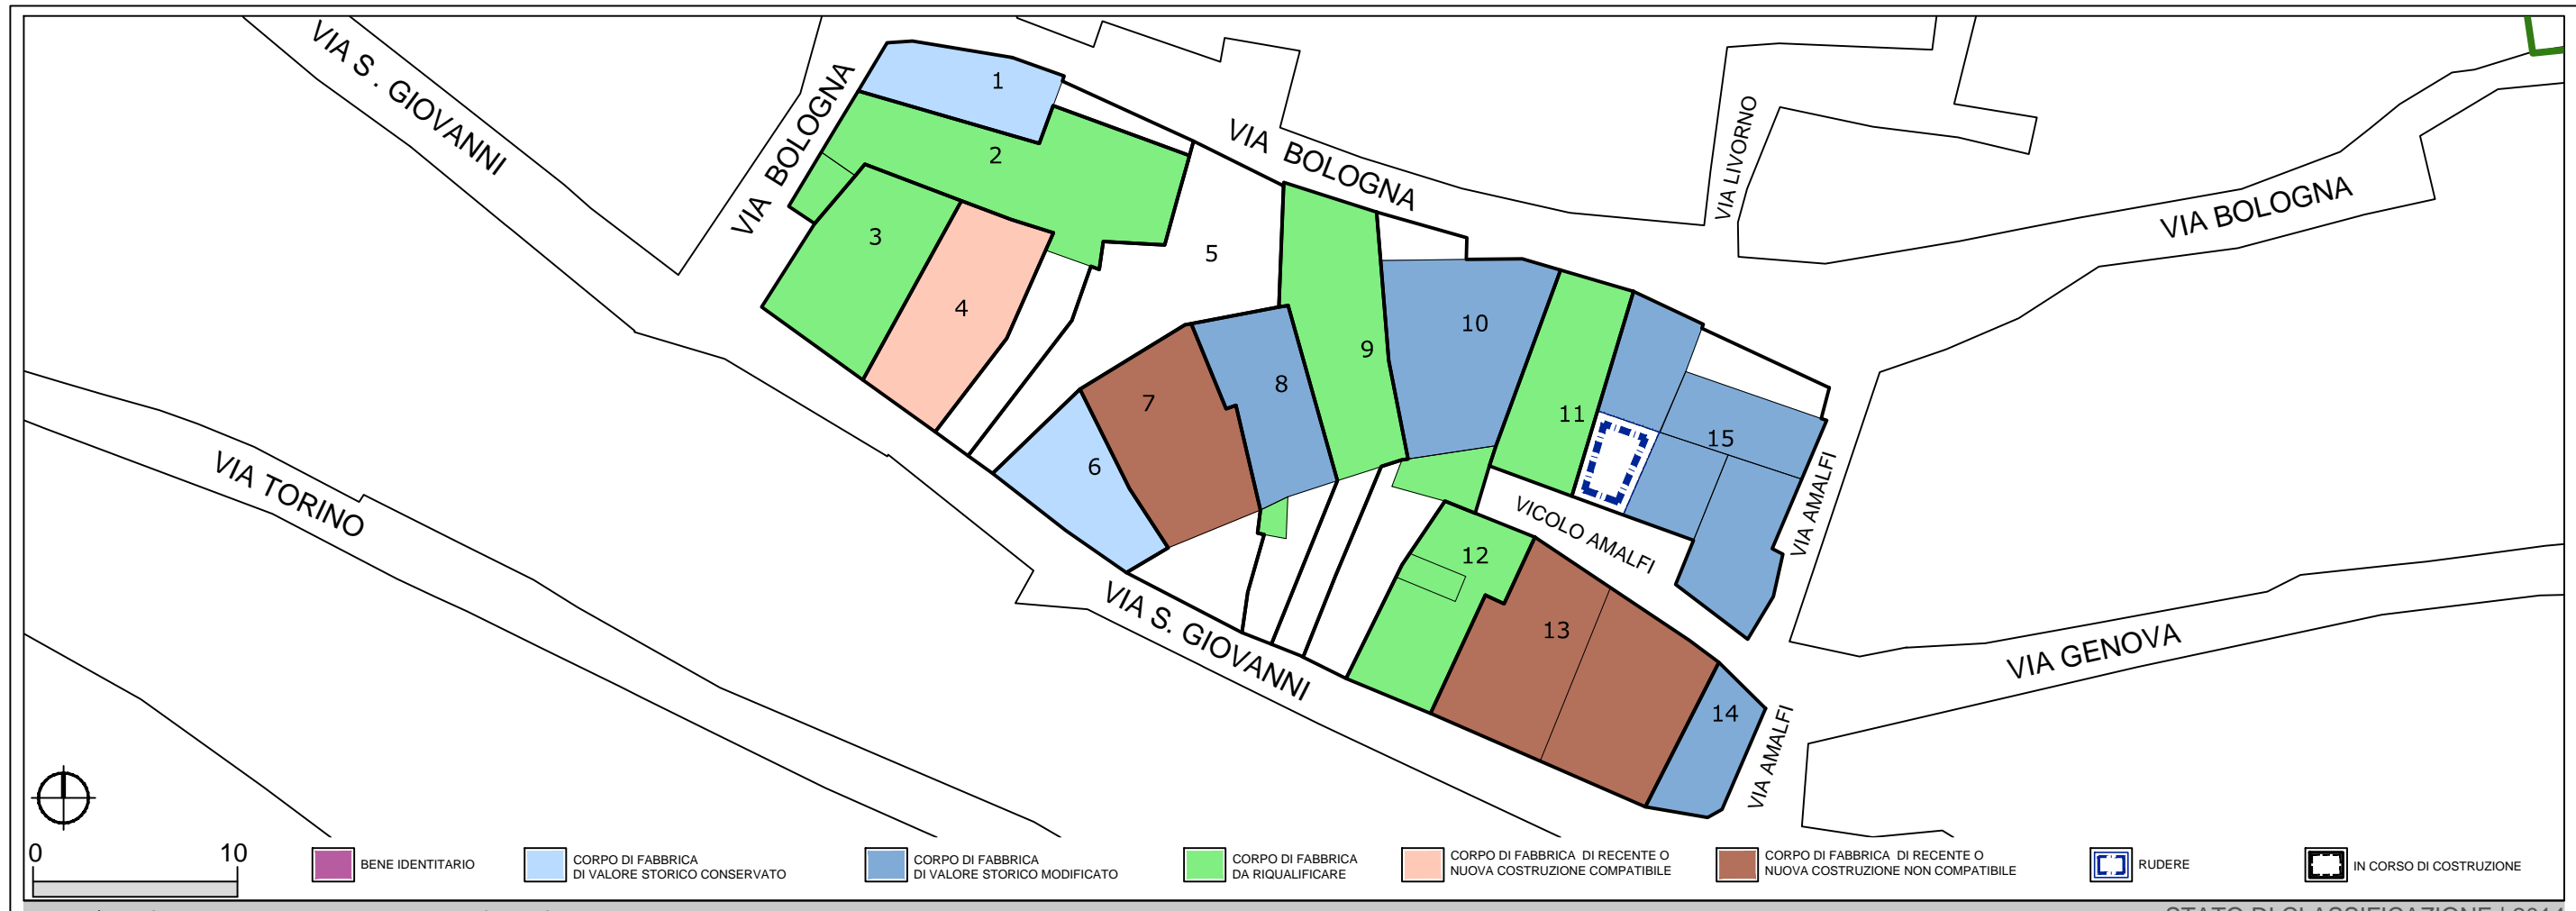 VIA S . GIOVANNI
VIA BOLOGNA
VIA BOLOGNA
VIA LIVORNO
VIA BOLOGNA
1
2
3
4
5
6
7
8
9
10
11
12
13
14
15
VIA TORINO
VICOLO AMALFI
VIA AMALFI
VIA S. GIOVANNI
VIA GENOVA
VIA AMALFI
0 10
BENE IDENTITARIO
CORPO DI FABBRICA
DI VALORE STORICO CONSERVATO
CORPO DI FABBRICA
DI VALORE STORICO MODIFICATO
CORPO DI FABBRICA
DA RIQUALIFICARE
CORPO DI FABBRICA DI RECENTE O
NUOVA COSTRUZIONE COMPATIBILE
CORPO DI FABBRICA DI RECENTE O
NUOVA COSTRUZIONE NON COMPATIBILE
RUDERE
IN CORSO DI COSTRUZIONE
STATO DI CLASSIFICAZIONE | 2014